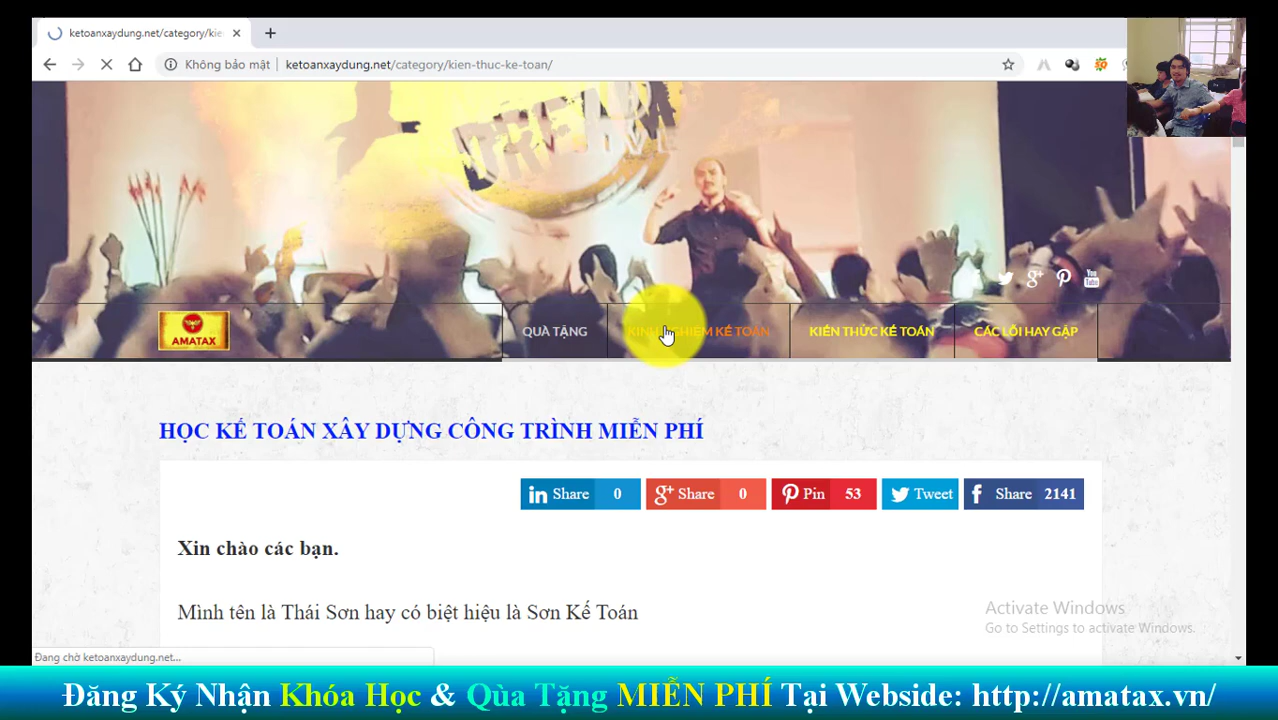 ketoanxaydung.net/category/kie
Không bảo mật
ketoanxaydung.net/category/kien-thuc-ke-toan/
DREAM
You Tube
AMATAX
QUÀ TẶNG
KINH NGHIỆM KẾ TOÁN
KIẾN THỨC KẾ TOÁN
CÁC LỖI HAY GẶP
HỌC KẾ TOÁN XÂY DỰNG CÔNG TRÌNH MIỄN PHÍ
in Share 0
g+ Share 0
Pin 53
Tweet
f Share 2141
Xin chào các bạn.
Mình tên là Thái Sơn hay có biệt hiệu là Sơn Kế Toán
Activate Windows
Go to Settings to activate Windows.
Đang chờ ketoanxaydung.net...
Đăng Ký Nhận Khóa Học & Qùa Tặng MIỄN PHÍ Tại Webside: http://amatax.vn/